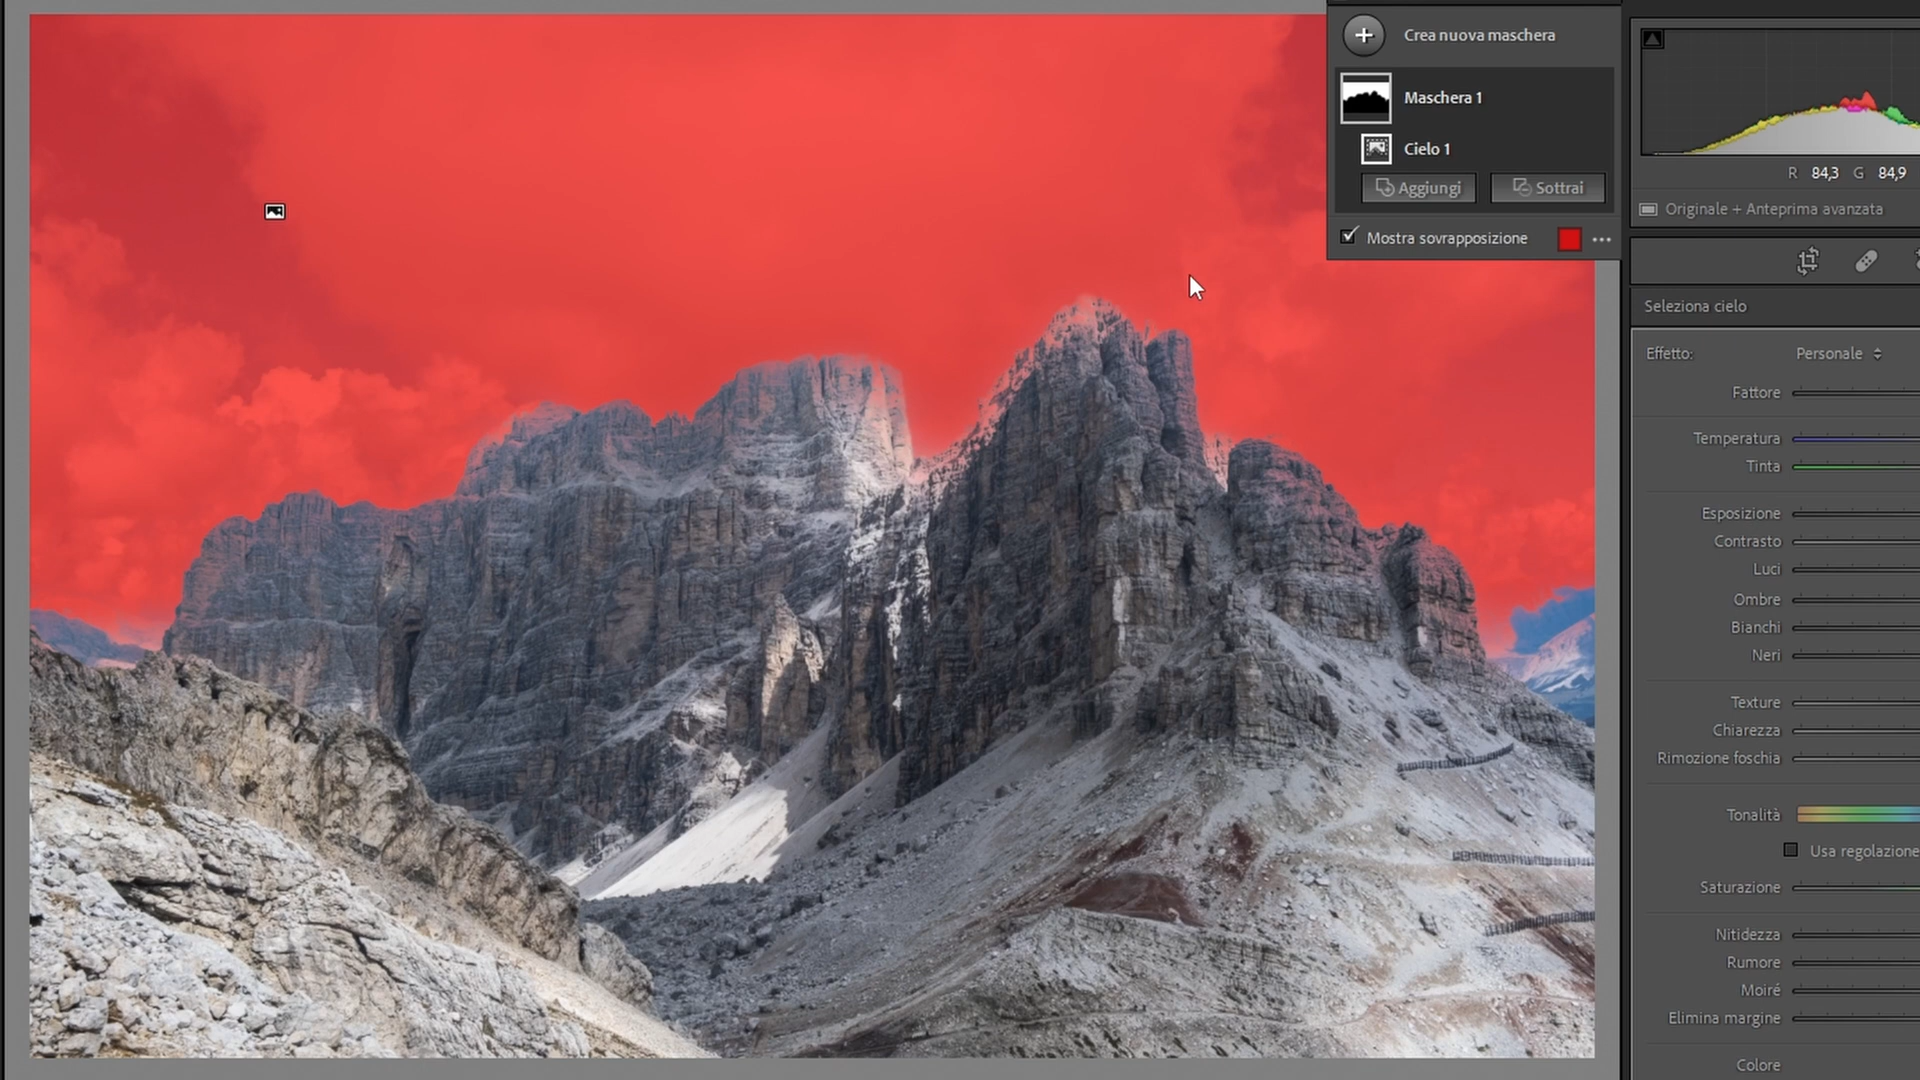 Crea nuova maschera
Maschera 1
Cielo 1
Aggiungi
Sottrai
Mostra sovrapposizione
R 84,3 G 84,9
Originale + Anteprima avanzata
Seleziona cielo
Effetto: Personale
Fattore
Temperatura
Tinta
Esposizione
Contrasto
Luci
Ombre
Bianchi
Neri
Texture
Chiarezza
Rimozione foschia
Tonalità
Usa regolazione
Saturazione
Nitidezza
Rumore
Moiré
Elimina margine
Colore